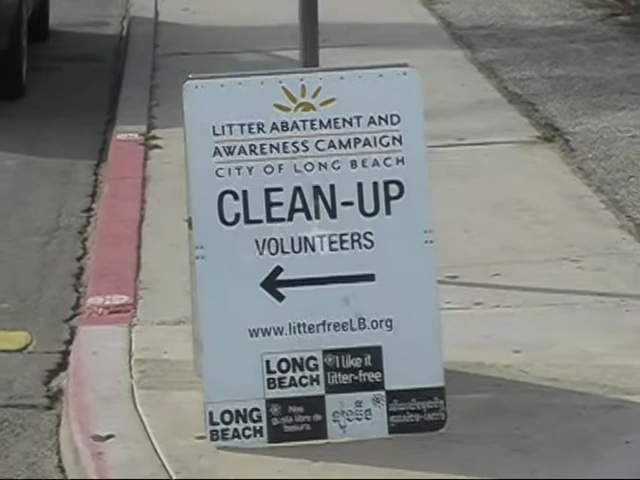 LITTER ABATEMENT AND
AWARENESS CAMPAIGN
CITY OF LONG BEACH
CLEAN-UP
VOLUNTEERS
www.litterfreeLB.org
LONG BEACH
I like it litter-free
LONG BEACH
Nos gusta libre de basura.